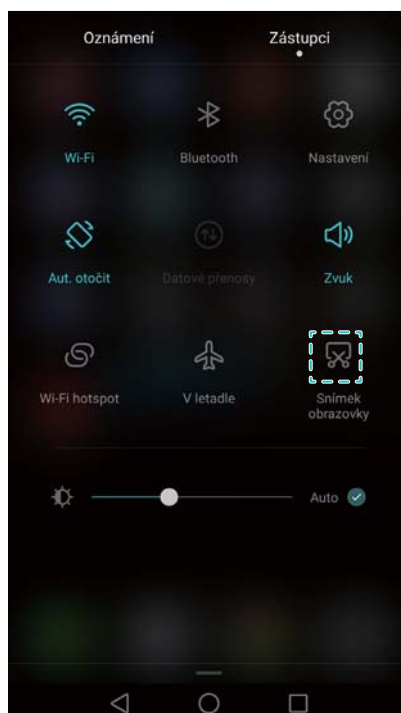 Oznámení Zástupci
Wi-Fi Bluetooth Nastavení
Aut. otočit Datové přenosy Zvuk
Wi-Fi hotspot V letadle Snímek
obrazovky
Auto